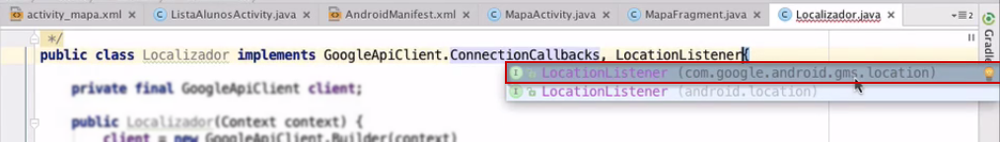 activity_mapa.xml × ListaAlunosActivity.java × AndroidManifest.xml × MapaActivity.java × MapaFragment.java × Localizador.java × 2
*/
public class Localizador implements GoogleApiClient.ConnectionCallbacks, LocationListener{
LocationListener (com.google.android.gms.location)
private final GoogleApiClient client;
LocationListener (android.location)
public Localizador(Context context) {
client = new GoogleApiClient.Builder(context)
Gradle